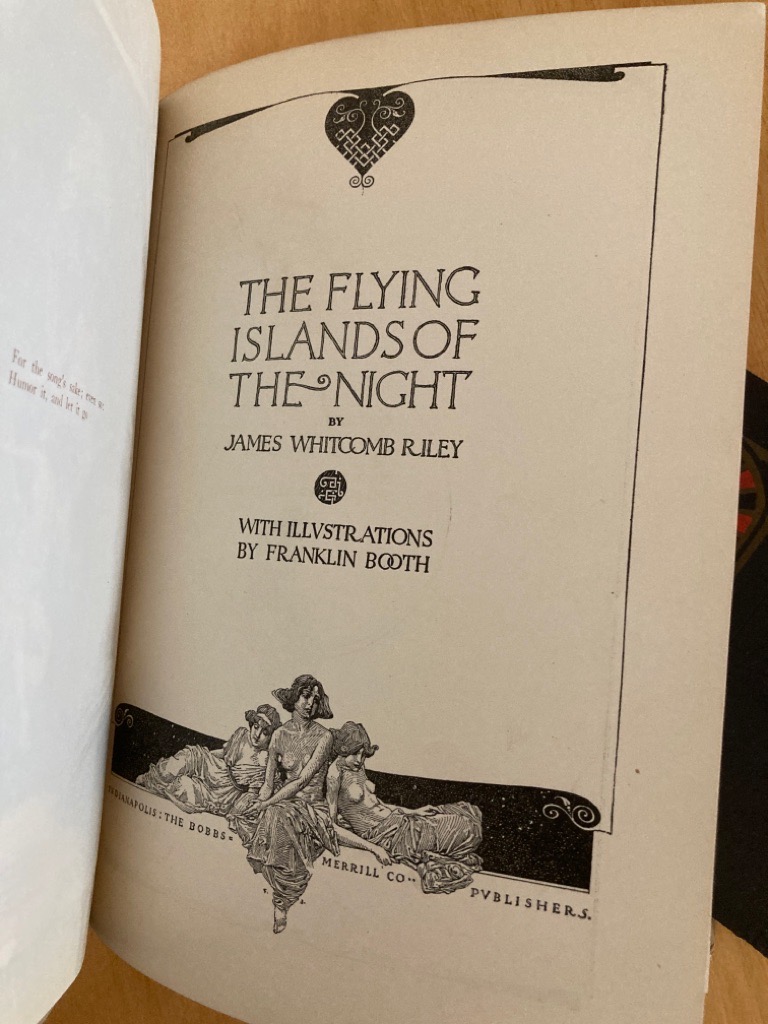 For the song's sake; even so:
Humor it, and let it go
THE FLYING
ISLANDS OF
THE NIGHT
BY
JAMES WHITCOMB RILEY
WITH ILLVSTRATIONS
BY FRANKLIN BOOTH
INDIANAPOLIS: THE BOBBS=
MERRILL CO··
PVBLISHERS.